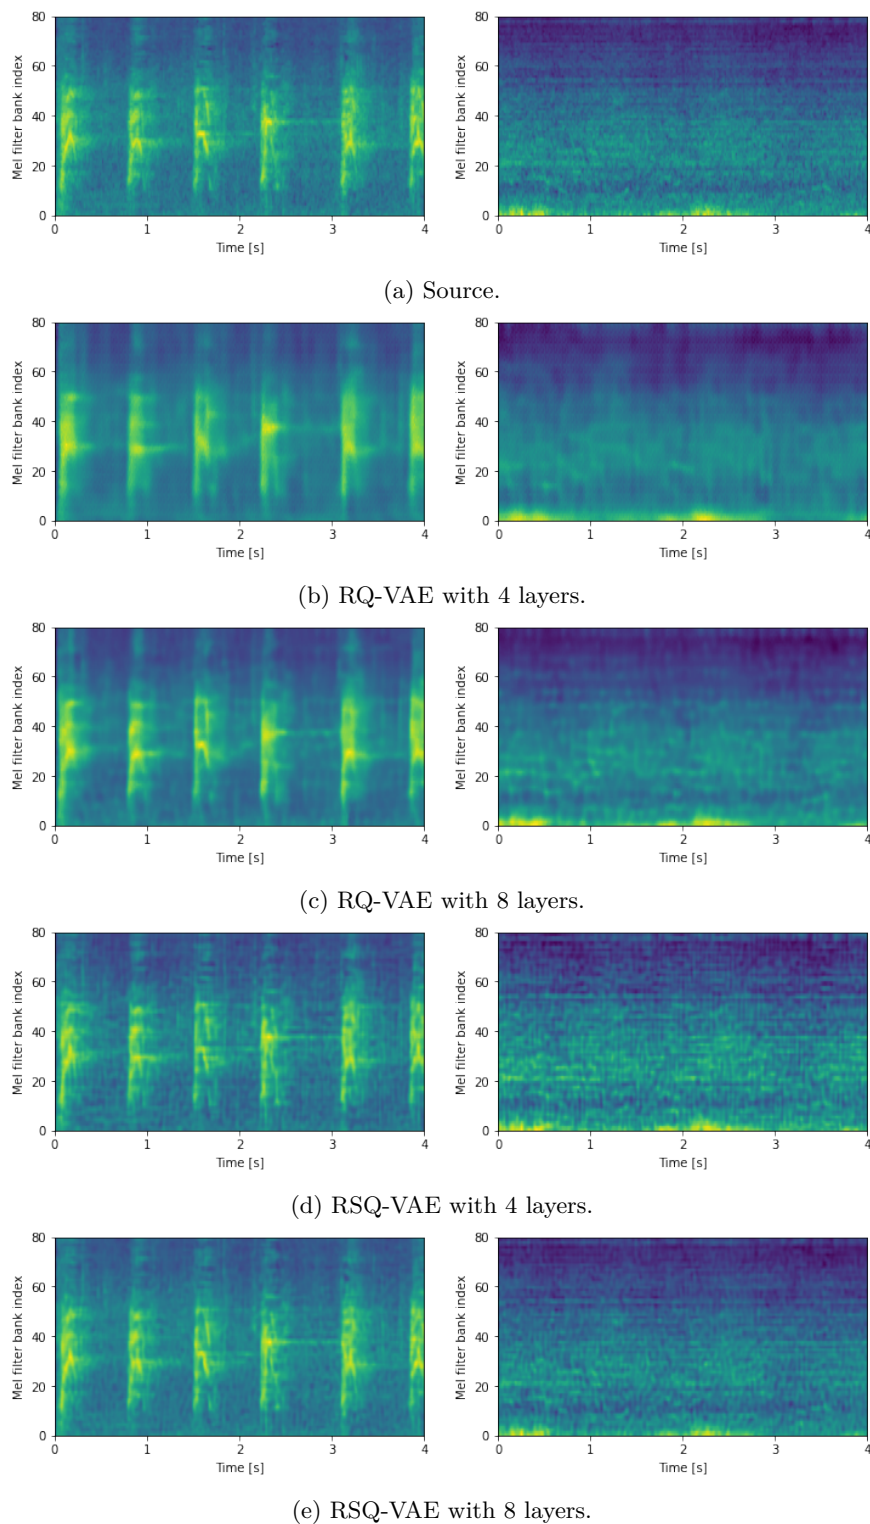 80
60
40
20
0
Mel filter bank index
0 1 2 3 4
Time [s]
80
60
40
20
0
Mel filter bank index
0 1 2 3 4
Time [s]
(a) Source.
80
60
40
20
0
Mel filter bank index
0 1 2 3 4
Time [s]
80
60
40
20
0
Mel filter bank index
0 1 2 3 4
Time [s]
(b) RQ-VAE with 4 layers.
80
60
40
20
0
Mel filter bank index
0 1 2 3 4
Time [s]
80
60
40
20
0
Mel filter bank index
0 1 2 3 4
Time [s]
(c) RQ-VAE with 8 layers.
80
60
40
20
0
Mel filter bank index
0 1 2 3 4
Time [s]
80
60
40
20
0
Mel filter bank index
0 1 2 3 4
Time [s]
(d) RSQ-VAE with 4 layers.
80
60
40
20
0
Mel filter bank index
0 1 2 3 4
Time [s]
80
60
40
20
0
Mel filter bank index
0 1 2 3 4
Time [s]
(e) RSQ-VAE with 8 layers.